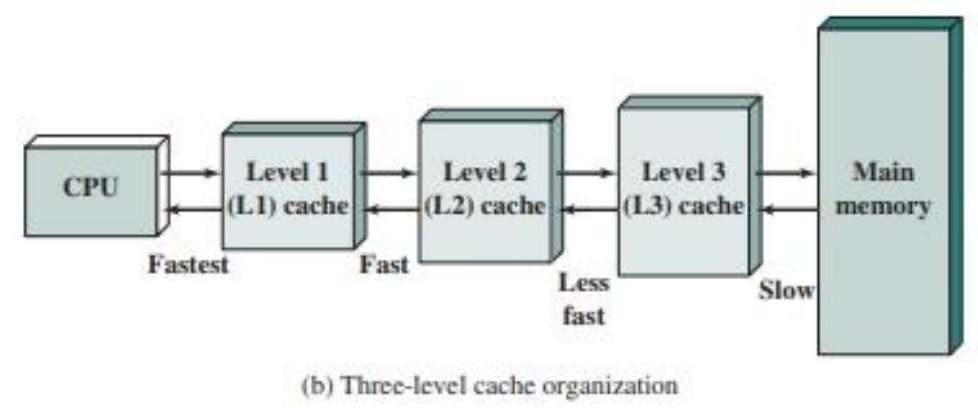 CPU
Level 1
(L1) cache
Level 2
(L2) cache
Level 3
(L3) cache
Main
memory
Fastest
Fast
Less
fast
Slow
(b) Three-level cache organization